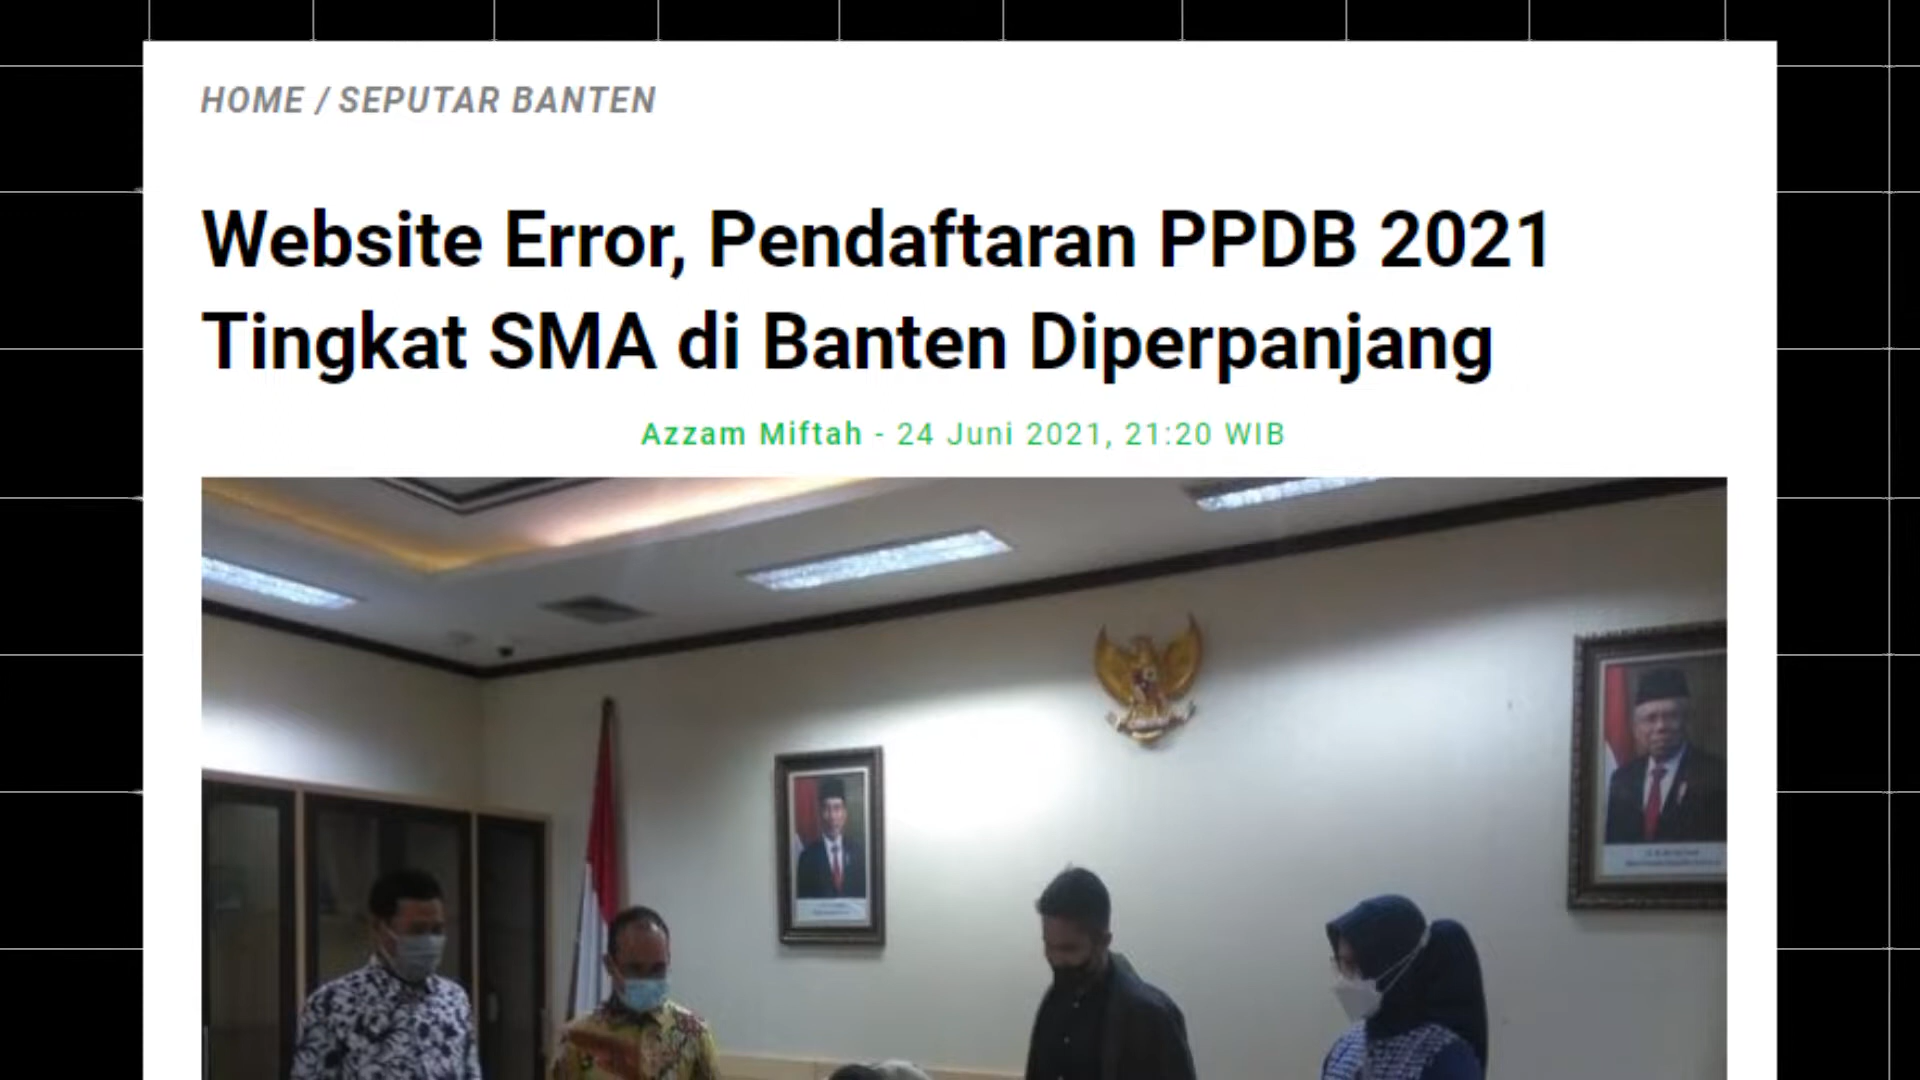 HOME / SEPUTAR BANTEN
Website Error, Pendaftaran PPDB 2021
Tingkat SMA di Banten Diperpanjang
Azzam Miftah - 24 Juni 2021, 21:20 WIB